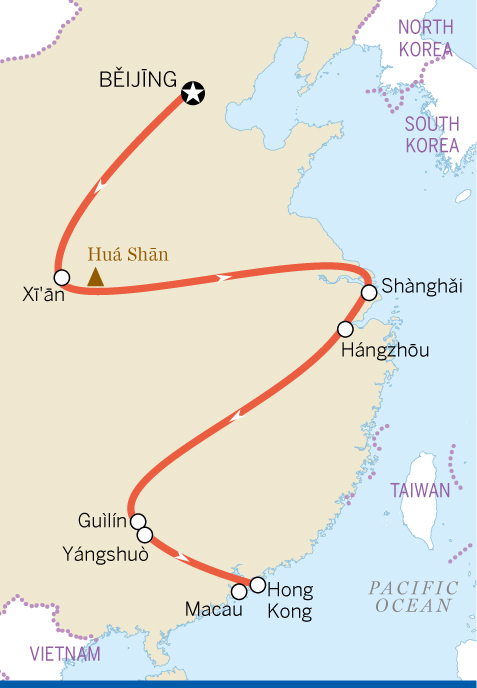 NORTH
KOREA
BĚIJĪNG
SOUTH
KOREA
Huá Shān
Xī'ān
Shànghǎi
Hángzhōu
TAIWAN
Guìlín
Yángshuò
Hong
Kong
Macau
PACIFIC
OCEAN
VIETNAM